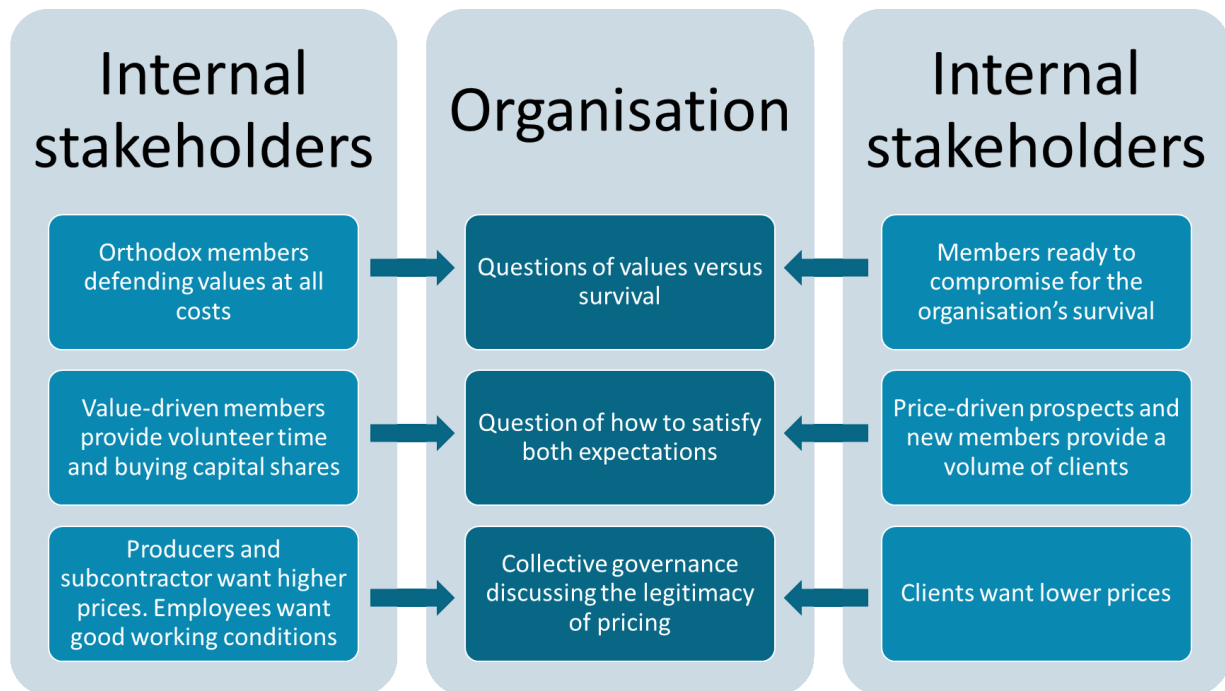 Internal
stakeholders
Orthodox members
defending values at all
costs
Value-driven members
provide volunteer time
and buying capital shares
Producers and
subcontractor want higher
prices. Employees want
good working conditions
Organisation
Questions of values versus
survival
Question of how to satisfy
both expectations
Collective governance
discussing the legitimacy
of pricing
Internal
stakeholders
Members ready to
compromise for the
organisation’s survival
Price-driven prospects and
new members provide a
volume of clients
Clients want lower prices